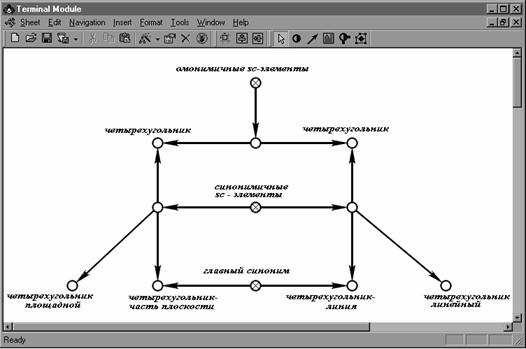 Terminal Module
Sheet Edit Navigation Insert Format Tools Window Help
омонимичные sc-элементы
четырехугольник четырехугольник
синонимичные
sc - элементы
главный синоним
четырехугольник площадной
четырехугольник-
часть плоскости
четырехугольник-
линия
четырехугольник
линейный
Ready